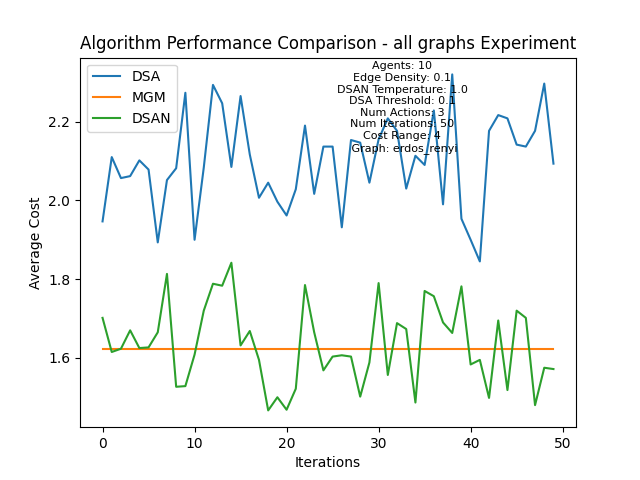 Algorithm Performance Comparison - all graphs Experiment
DSA
MGM
DSAN
Agents: 10
Edge Density: 0.1
DSAN Temperature: 1.0
DSA Threshold: 0.1
Num Actions: 3
Num Iterations: 50
Cost Range: 4
Graph: erdos_renyi
Average Cost
2.2
2.0
1.8
1.6
0
10
20
30
40
50
Iterations